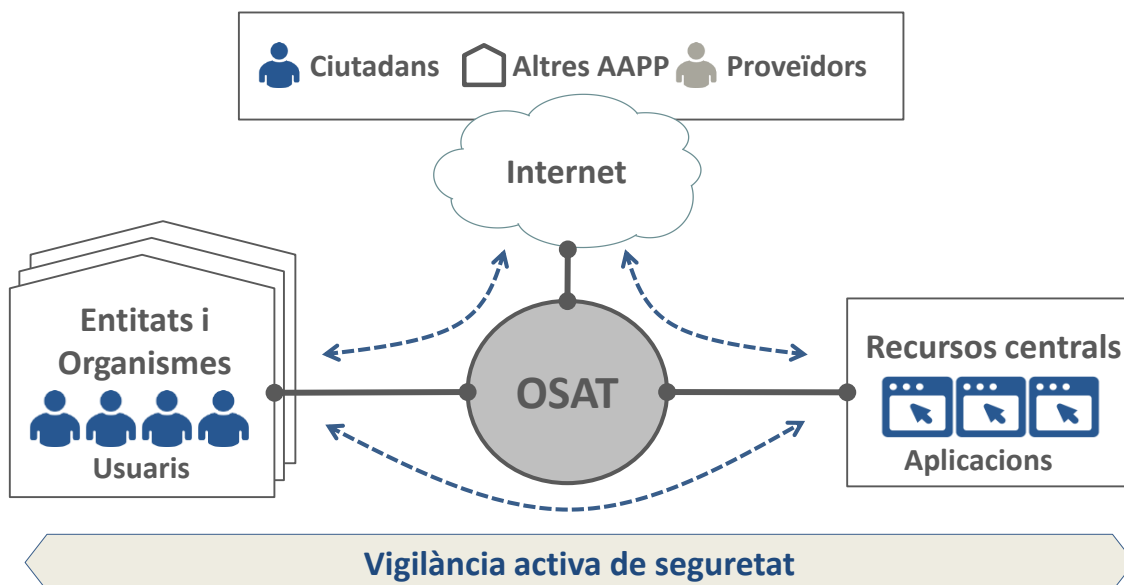 Ciutadans
Altres AAPP
Proveïdors
Internet
Entitats i
Organismes
Usuaris
OSAT
Recursos centrals
Aplicacions
Vigilància activa de seguretat